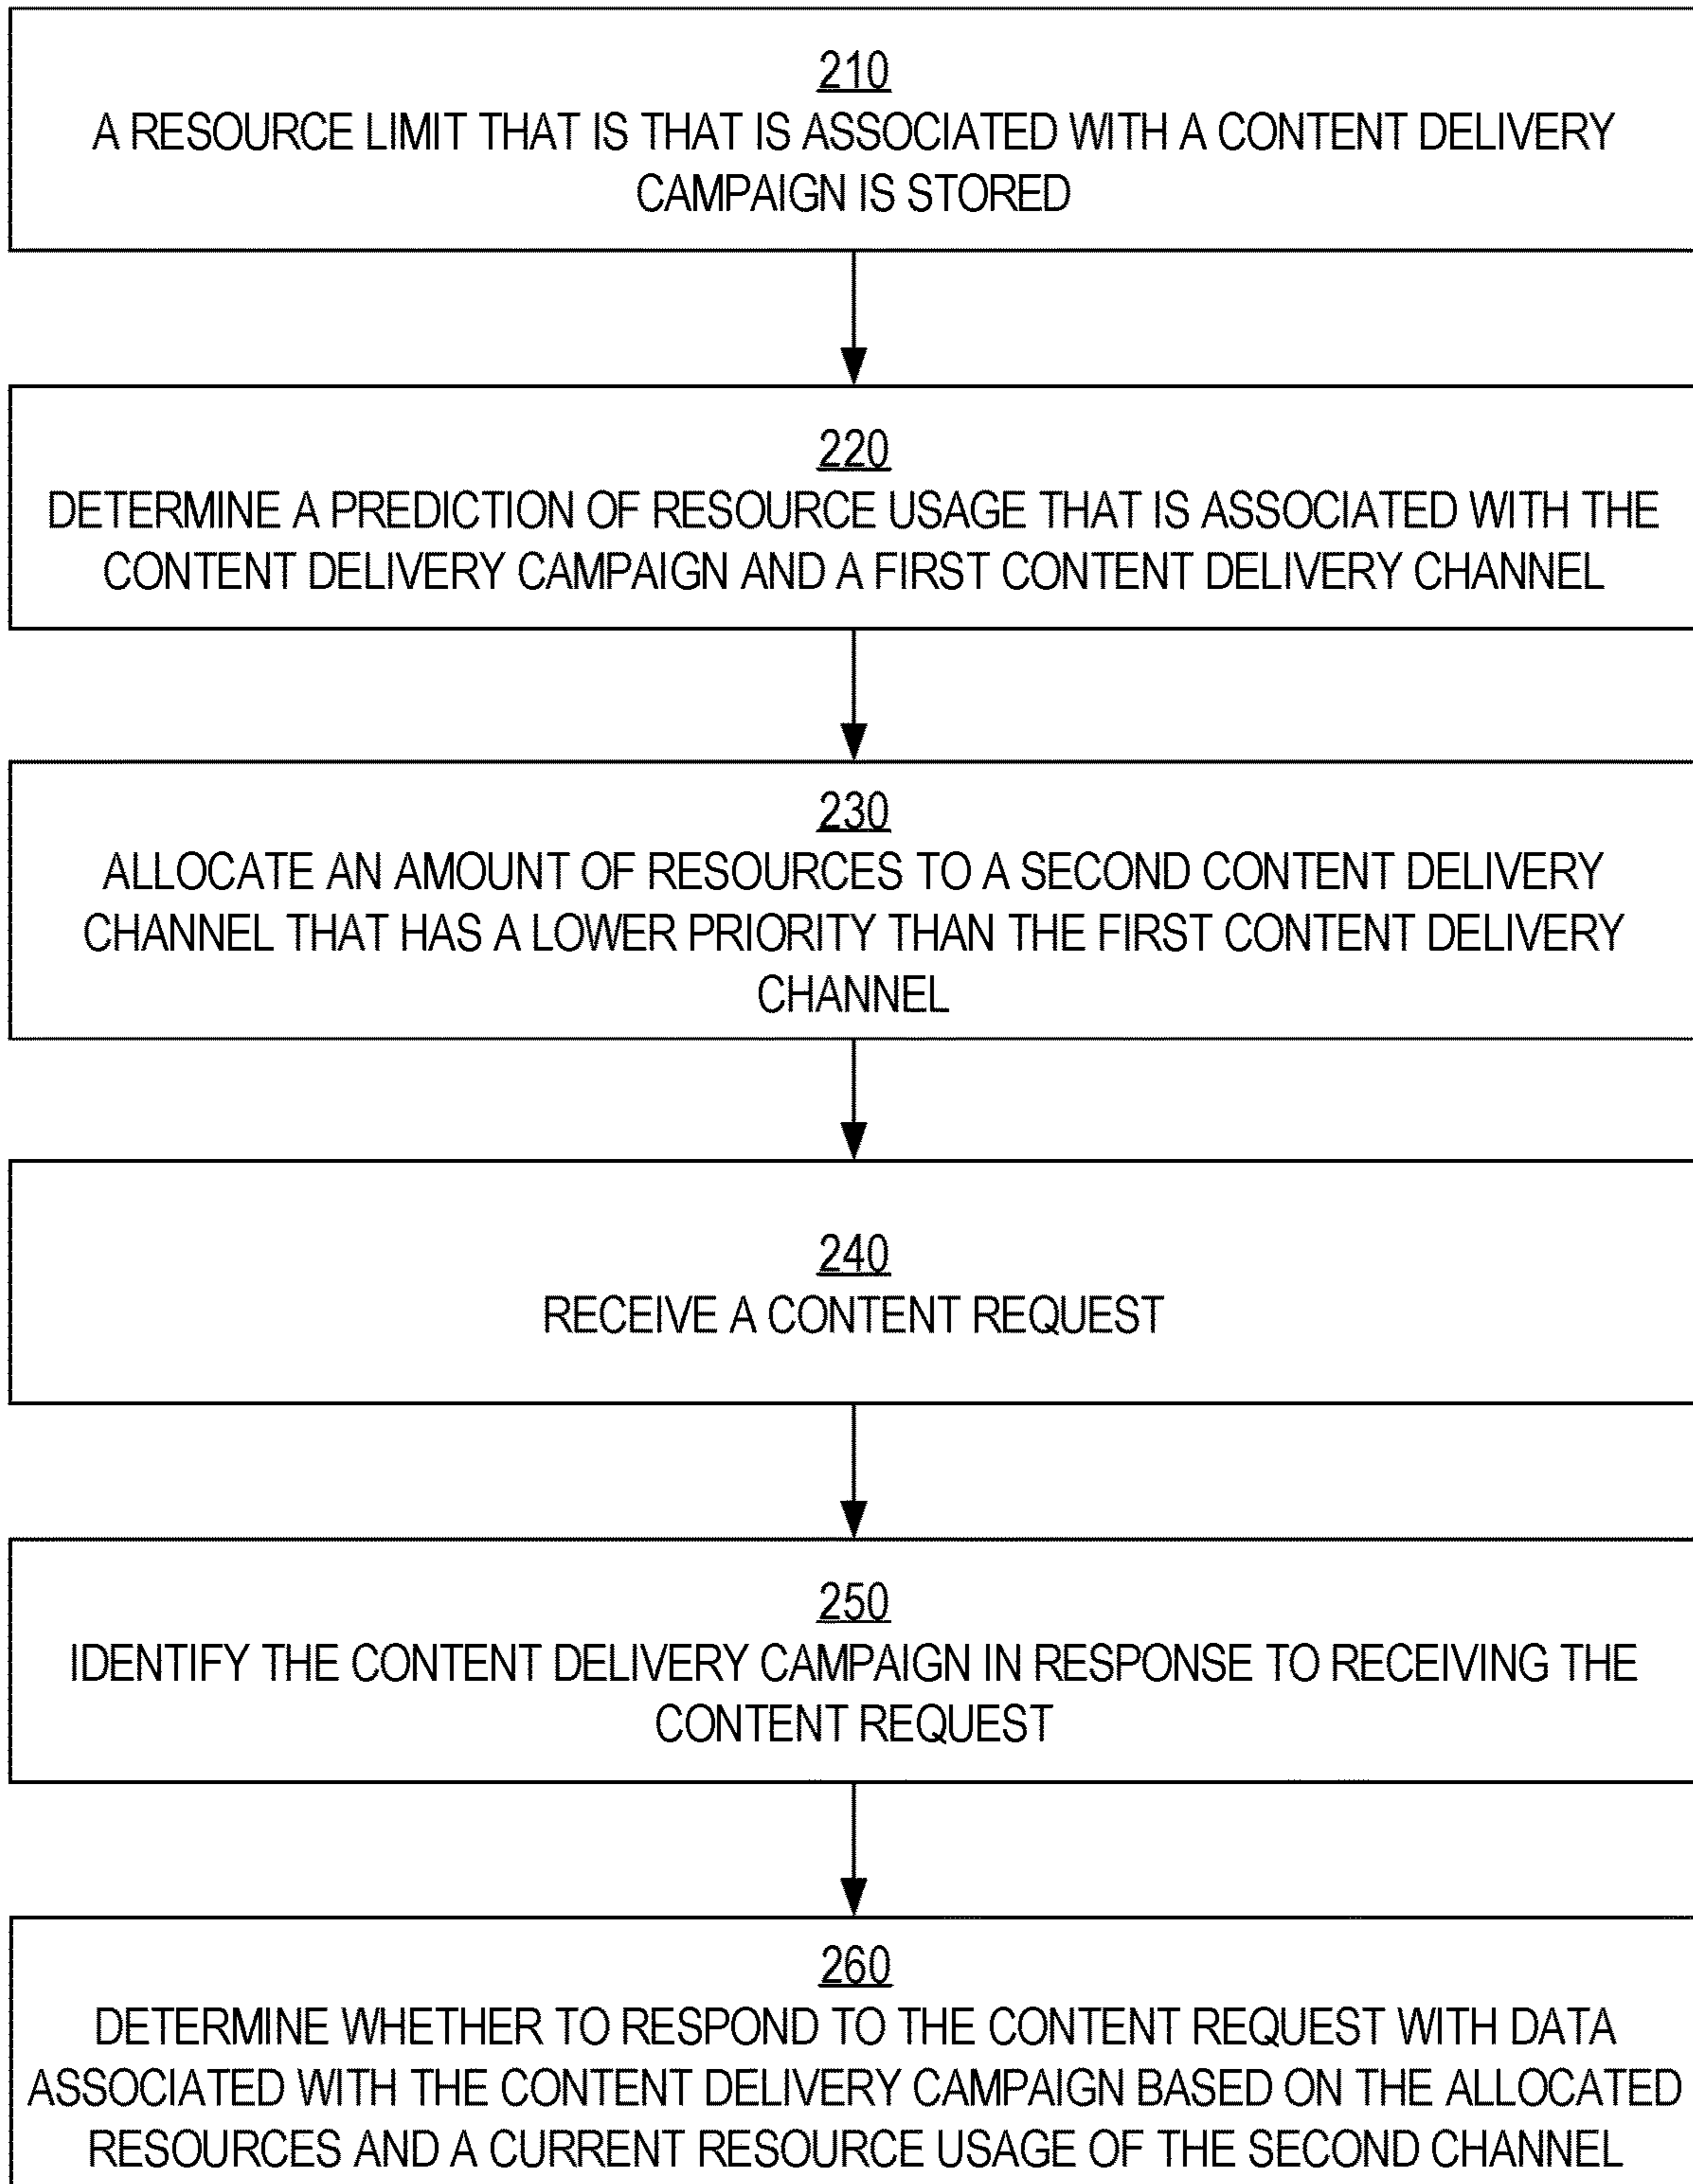 210
A RESOURCE LIMIT THAT IS THAT IS ASSOCIATED WITH A CONTENT DELIVERY
CAMPAIGN IS STORED
220
DETERMINE A PREDICTION OF RESOURCE USAGE THAT IS ASSOCIATED WITH THE
CONTENT DELIVERY CAMPAIGN AND A FIRST CONTENT DELIVERY CHANNEL
230
ALLOCATE AN AMOUNT OF RESOURCES TO A SECOND CONTENT DELIVERY
CHANNEL THAT HAS A LOWER PRIORITY THAN THE FIRST CONTENT DELIVERY
CHANNEL
240
RECEIVE A CONTENT REQUEST
250
IDENTIFY THE CONTENT DELIVERY CAMPAIGN IN RESPONSE TO RECEIVING THE
CONTENT REQUEST
260
DETERMINE WHETHER TO RESPOND TO THE CONTENT REQUEST WITH DATA
ASSOCIATED WITH THE CONTENT DELIVERY CAMPAIGN BASED ON THE ALLOCATED
RESOURCES AND A CURRENT RESOURCE USAGE OF THE SECOND CHANNEL